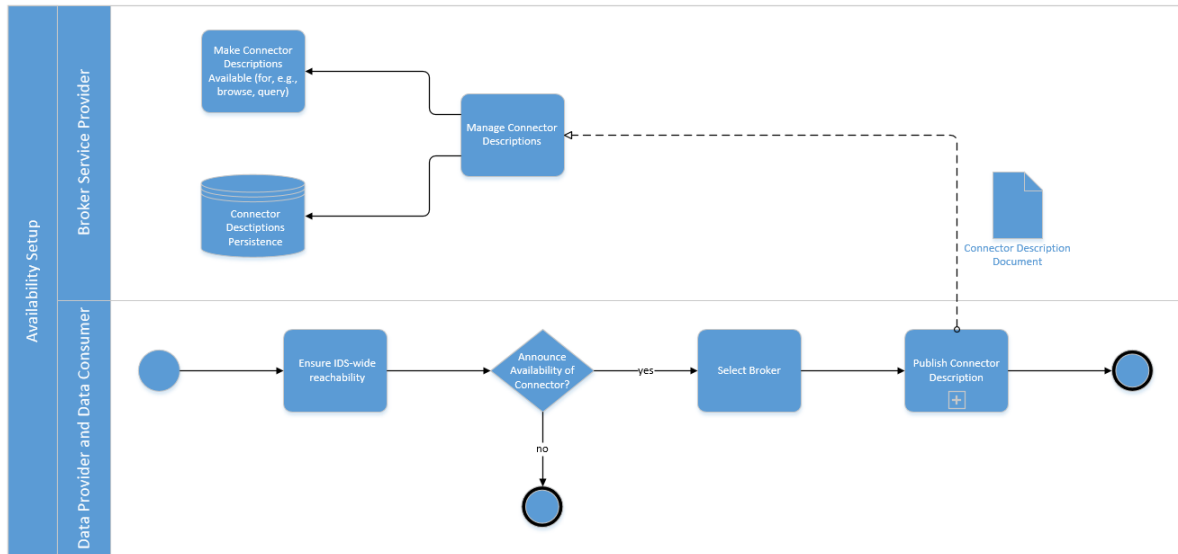 Availability Setup
Broker Service Provider
Make Connector
Descriptions
Available (for, e.g.,
browse, query)
Manage Connector
Descriptions
Connector
Desctiptions
Persistence
Connector Description
Document
Data Provider and Data Consumer
Ensure IDS-wide
reachability
Announce
Availability of
Connector?
yes
no
Select Broker
Publish Connector
Description